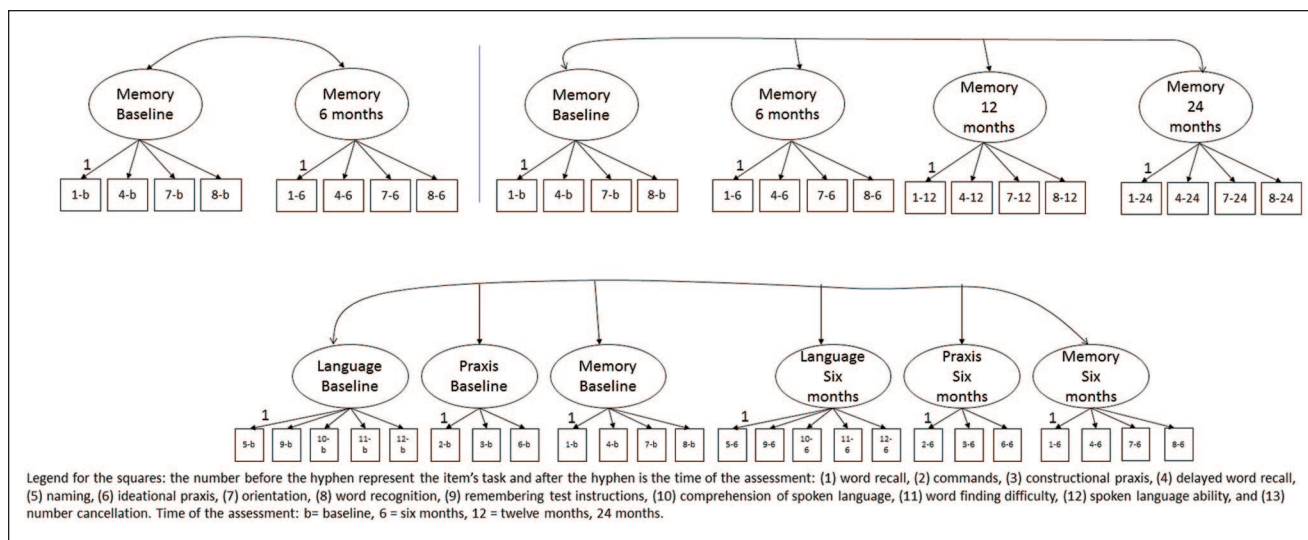 Memory
Baseline
Memory
6 months
Memory
Baseline
Memory
6 months
Memory
12
months
Memory
24
months
1
1
1
1
1
1
1-b 4-b 7-b 8-b
1-6 4-6 7-6 8-6
1-b 4-b 7-b 8-b
1-6 4-6 7-6 8-6
1-12 4-12 7-12 8-12
1-24 4-24 7-24 8-24
Language
Baseline
Praxis
Baseline
Memory
Baseline
Language
Six
months
Praxis
Six
months
Memory
Six
months
1
1
1
1
1
1
5-b 9-b 10-b 11-b 12-b
2-b 3-b 6-b
1-b 4-b 7-b 8-b
5-6 9-6 10-6 11-6 12-6
2-6 3-6 6-6
1-6 4-6 7-6 8-6
Legend for the squares: the number before the hyphen represent the item's task and after the hyphen is the time of the assessment: (1) word recall, (2) commands, (3) constructional praxis, (4) delayed word recall,
(5) naming, (6) ideational praxis, (7) orientation, (8) word recognition, (9) remembering test instructions, (10) comprehension of spoken language, (11) word finding difficulty, (12) spoken language ability, and (13)
number cancellation. Time of the assessment: b= baseline, 6 = six months, 12 = twelve months, 24 months.